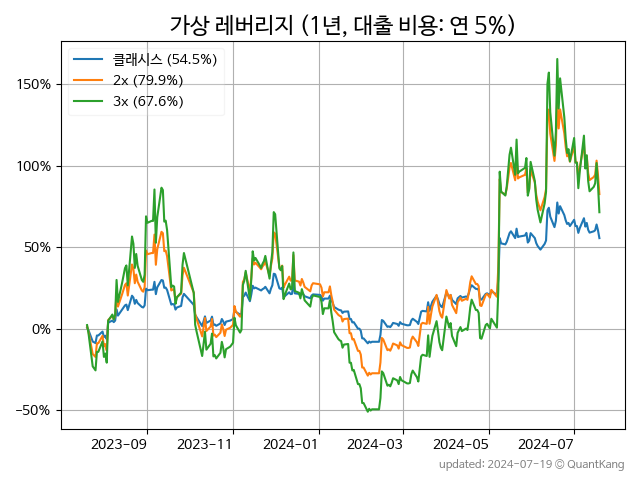 가상 레버리지 (1년, 대출 비용: 연 5%)
클래시스 (54.5%)
2x (79.9%)
3x (67.6%)
150%
100%
50%
0%
−50%
2023-09 2023-11 2024-01 2024-03 2024-05 2024-07
updated: 2024-07-19 © QuantKang